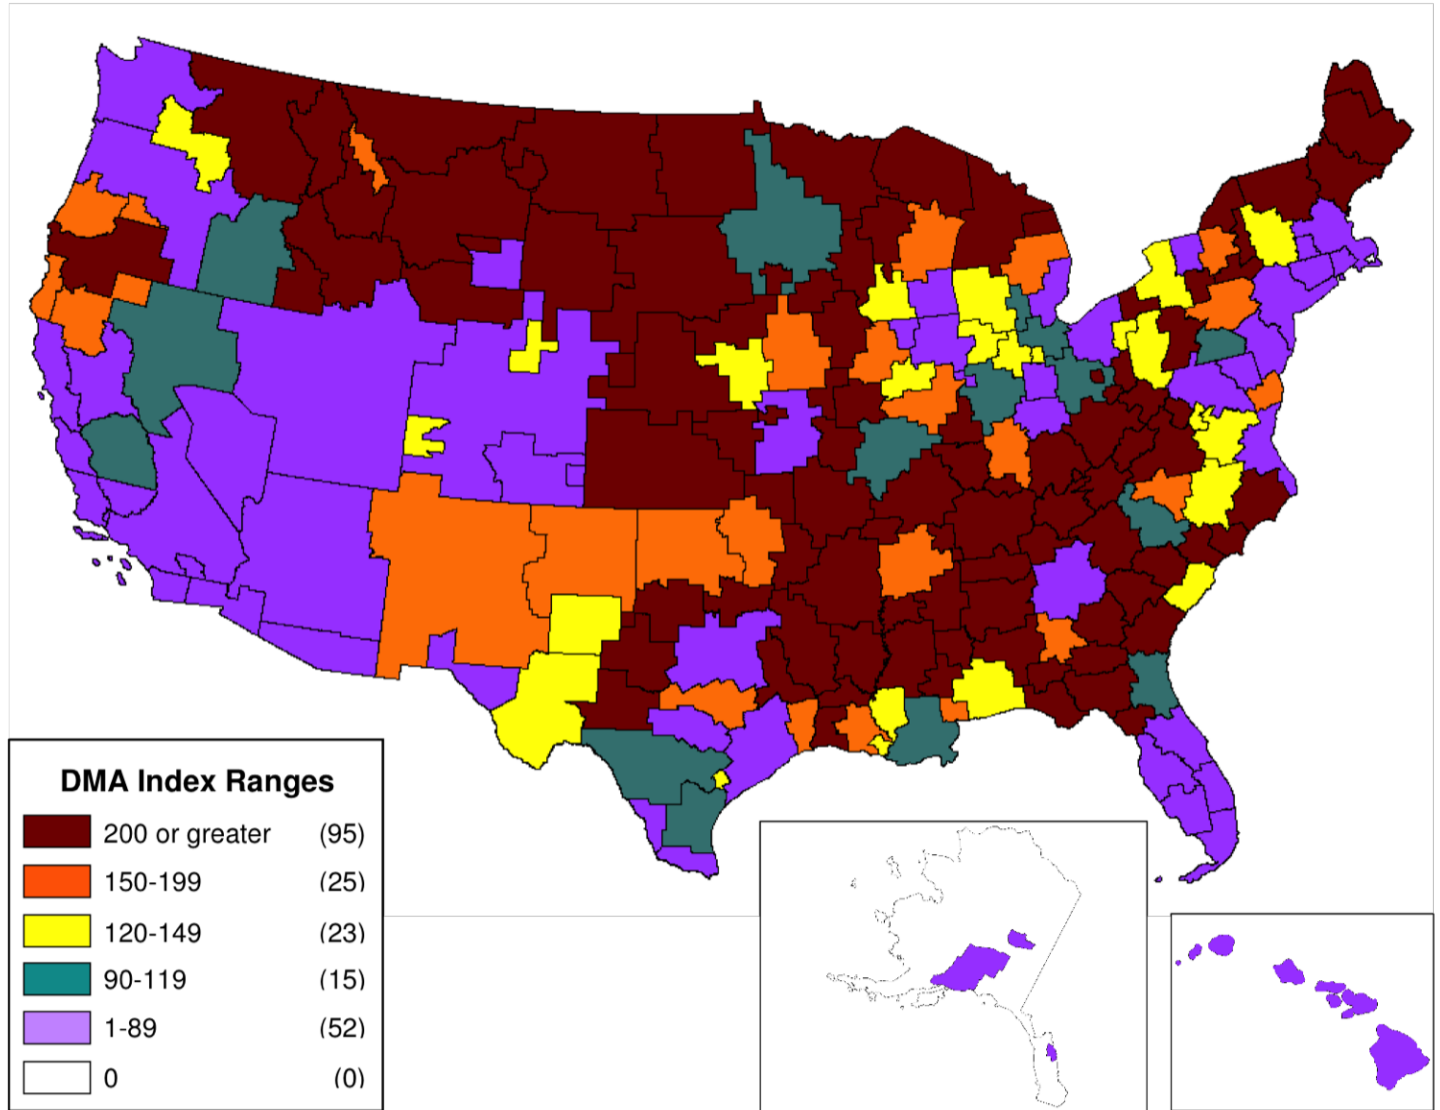 DMA Index Ranges
200 or greater (95)
150-199 (25)
120-149 (23)
90-119 (15)
1-89 (52)
0 (0)